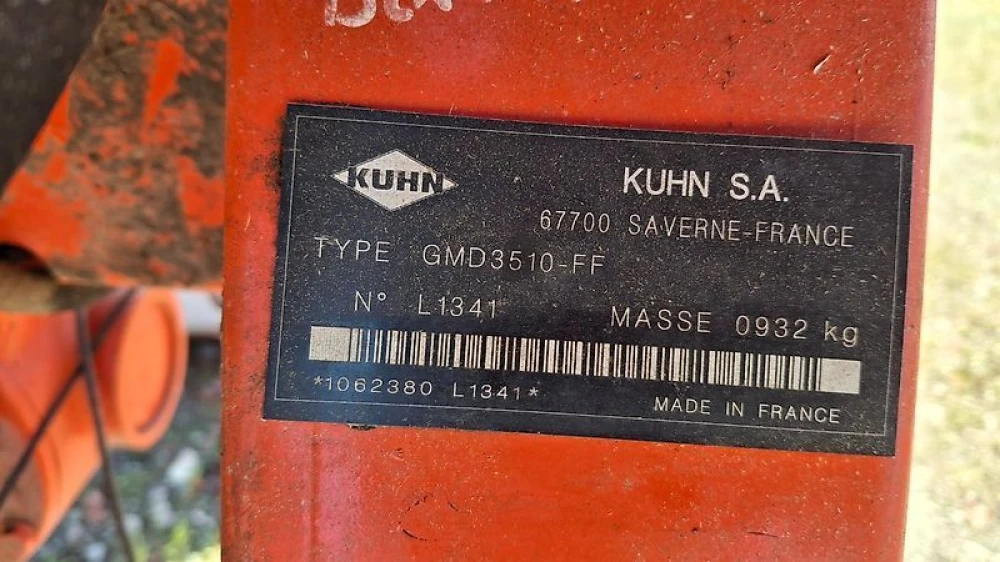 KUHN
KUHN S.A.
67700 SAVERNE-FRANCE
TYPE GMD3510-FF
N° L1341 MASSE 0932 kg
*1062380 L1341*
MADE IN FRANCE